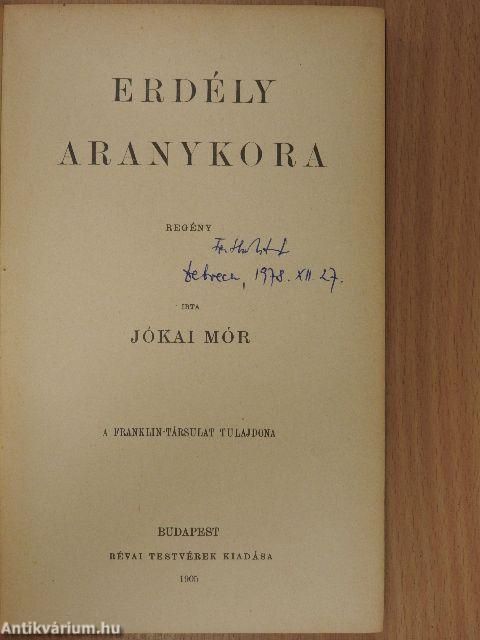 ERDÉLY
ARANYKORA
REGÉNY
Debrecen, 1978. XII. 27.
IRTA
JÓKAI MÓR
A FRANKLIN-TÁRSULAT TULAJDONA
BUDAPEST
RÉVAI TESTVÉREK KIADÁSA
1905
Antikvárium.hu